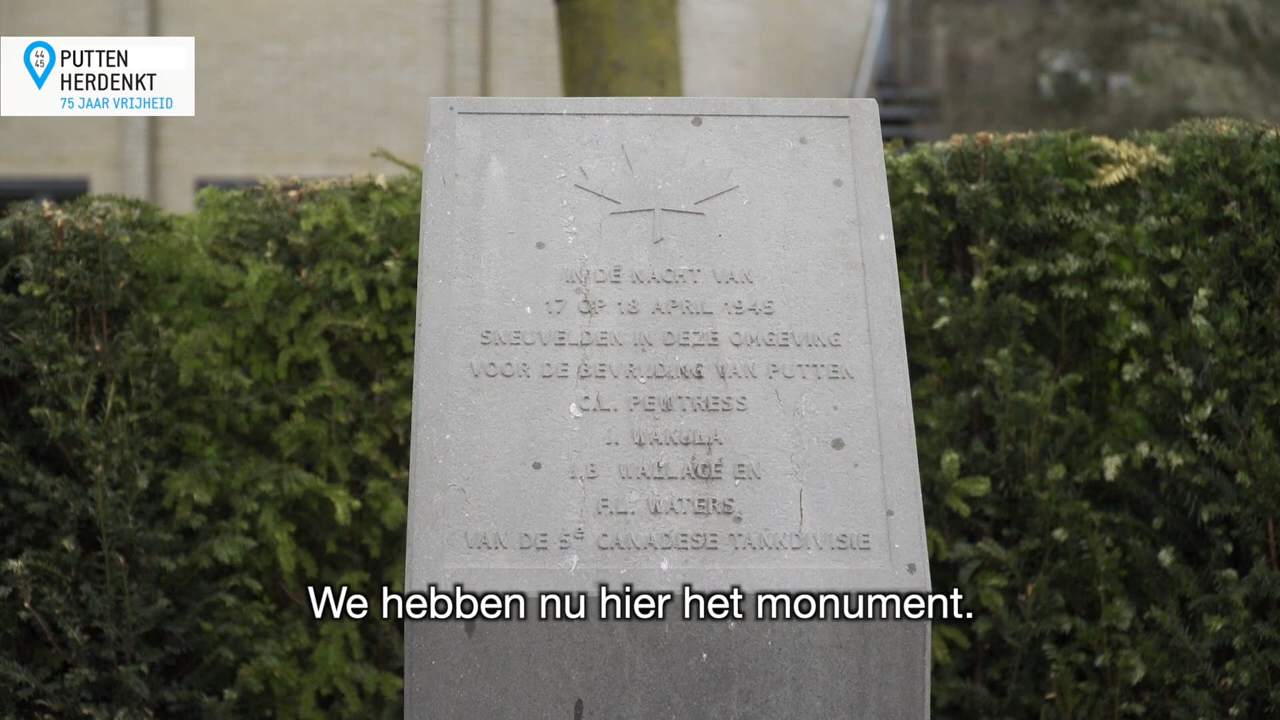 44
45
PUTTEN
HERDENKT
75 JAAR VRIJHEID
IN DE NACHT VAN
17 OP 18 APRIL 1945
SNEUVELDEN IN DEZE OMGEVING
VOOR DE BEVRIJDING VAN PUTTEN
C.L. PEWTRESS
I. WAKULA
J.B. WALLACE EN
F.L. WATERS
VAN DE 5e CANADESE TANKDIVISIE
We hebben nu hier het monument.